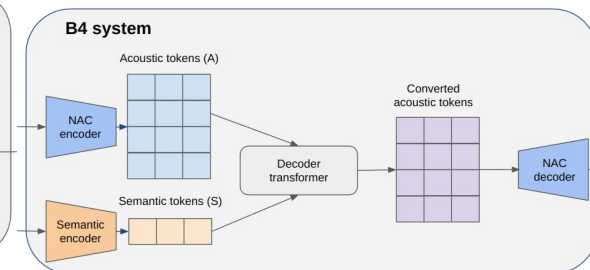 B4 system
Acoustic tokens (A)
NAC
encoder
Semantic tokens (S)
Semantic
encoder
Decoder
transformer
Converted
acoustic tokens
NAC
decoder